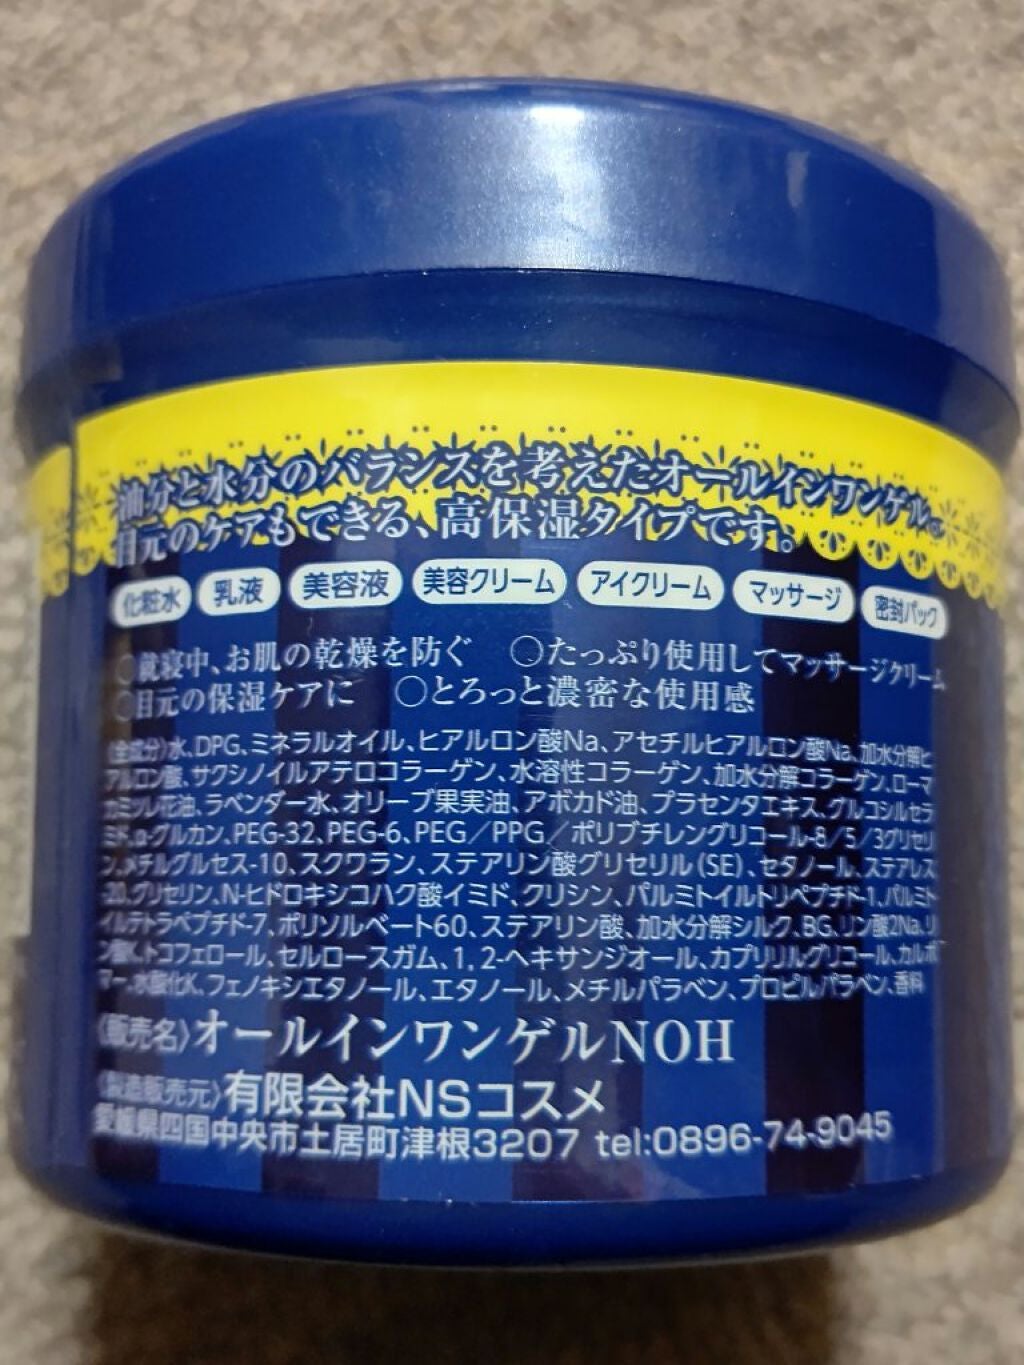 油分と水分のバランスを考えたオールインワンゲル。
目元のケアもできる、高保湿タイプです。
化粧水 乳液 美容液 美容クリーム アイクリーム マッサージ 密封パック
○就寝中、お肌の乾燥を防ぐ ○たっぷり使用してマッサージクリーム
○目元の保湿ケアに ○とろっと濃密な使用感
〈全成分〉水、DPG、ミネラルオイル、ヒアルロン酸Na、アセチルヒアルロン酸Na、加水分解ヒ
アルロン酸、サクシノイルアテロコラーゲン、水溶性コラーゲン、加水分解コラーゲン、ローマ
カミツレ花油、ラベンダー水、オリーブ果実油、アボカド油、プラセンタエキス、グルコシルセラ
ミド、α-グルカン、PEG-32、PEG-6、PEG／PPG／ポリブチレングリコール-8／5／3グリセリ
ン、メチルグルセス-10、スクワラン、ステアリン酸グリセリル(SE)、セタノール、ステアレス
-20、グリセリン、N-ヒドロキシコハク酸イミド、クリシン、パルミトイルトリペプチド-1、パルミト
イルテトラペプチド-7、ポリソルベート60、ステアリン酸、加水分解シルク、BG、リン酸2Na、リ
ン酸K、トコフェロール、セルロースガム、1,2-ヘキサンジオール、カプリリルグリコール、カルボ
マー、水酸化K、フェノキシエタノール、エタノール、メチルパラベン、プロピルパラベン、香料
〈販売名〉オールインワンゲルNOH
〈製造販売元〉有限会社NSコスメ
愛媛県四国中央市土居町津根3207 tel:0896-74-9045